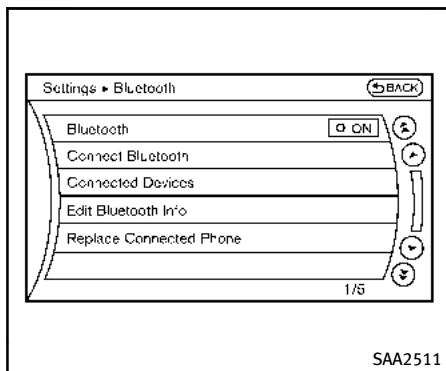 Settings ▸ Bluetooth
BACK
Bluetooth
ON
Connect Bluetooth
Connected Devices
Edit Bluetooth Info
Replace Connected Phone
1/5
SAA2511